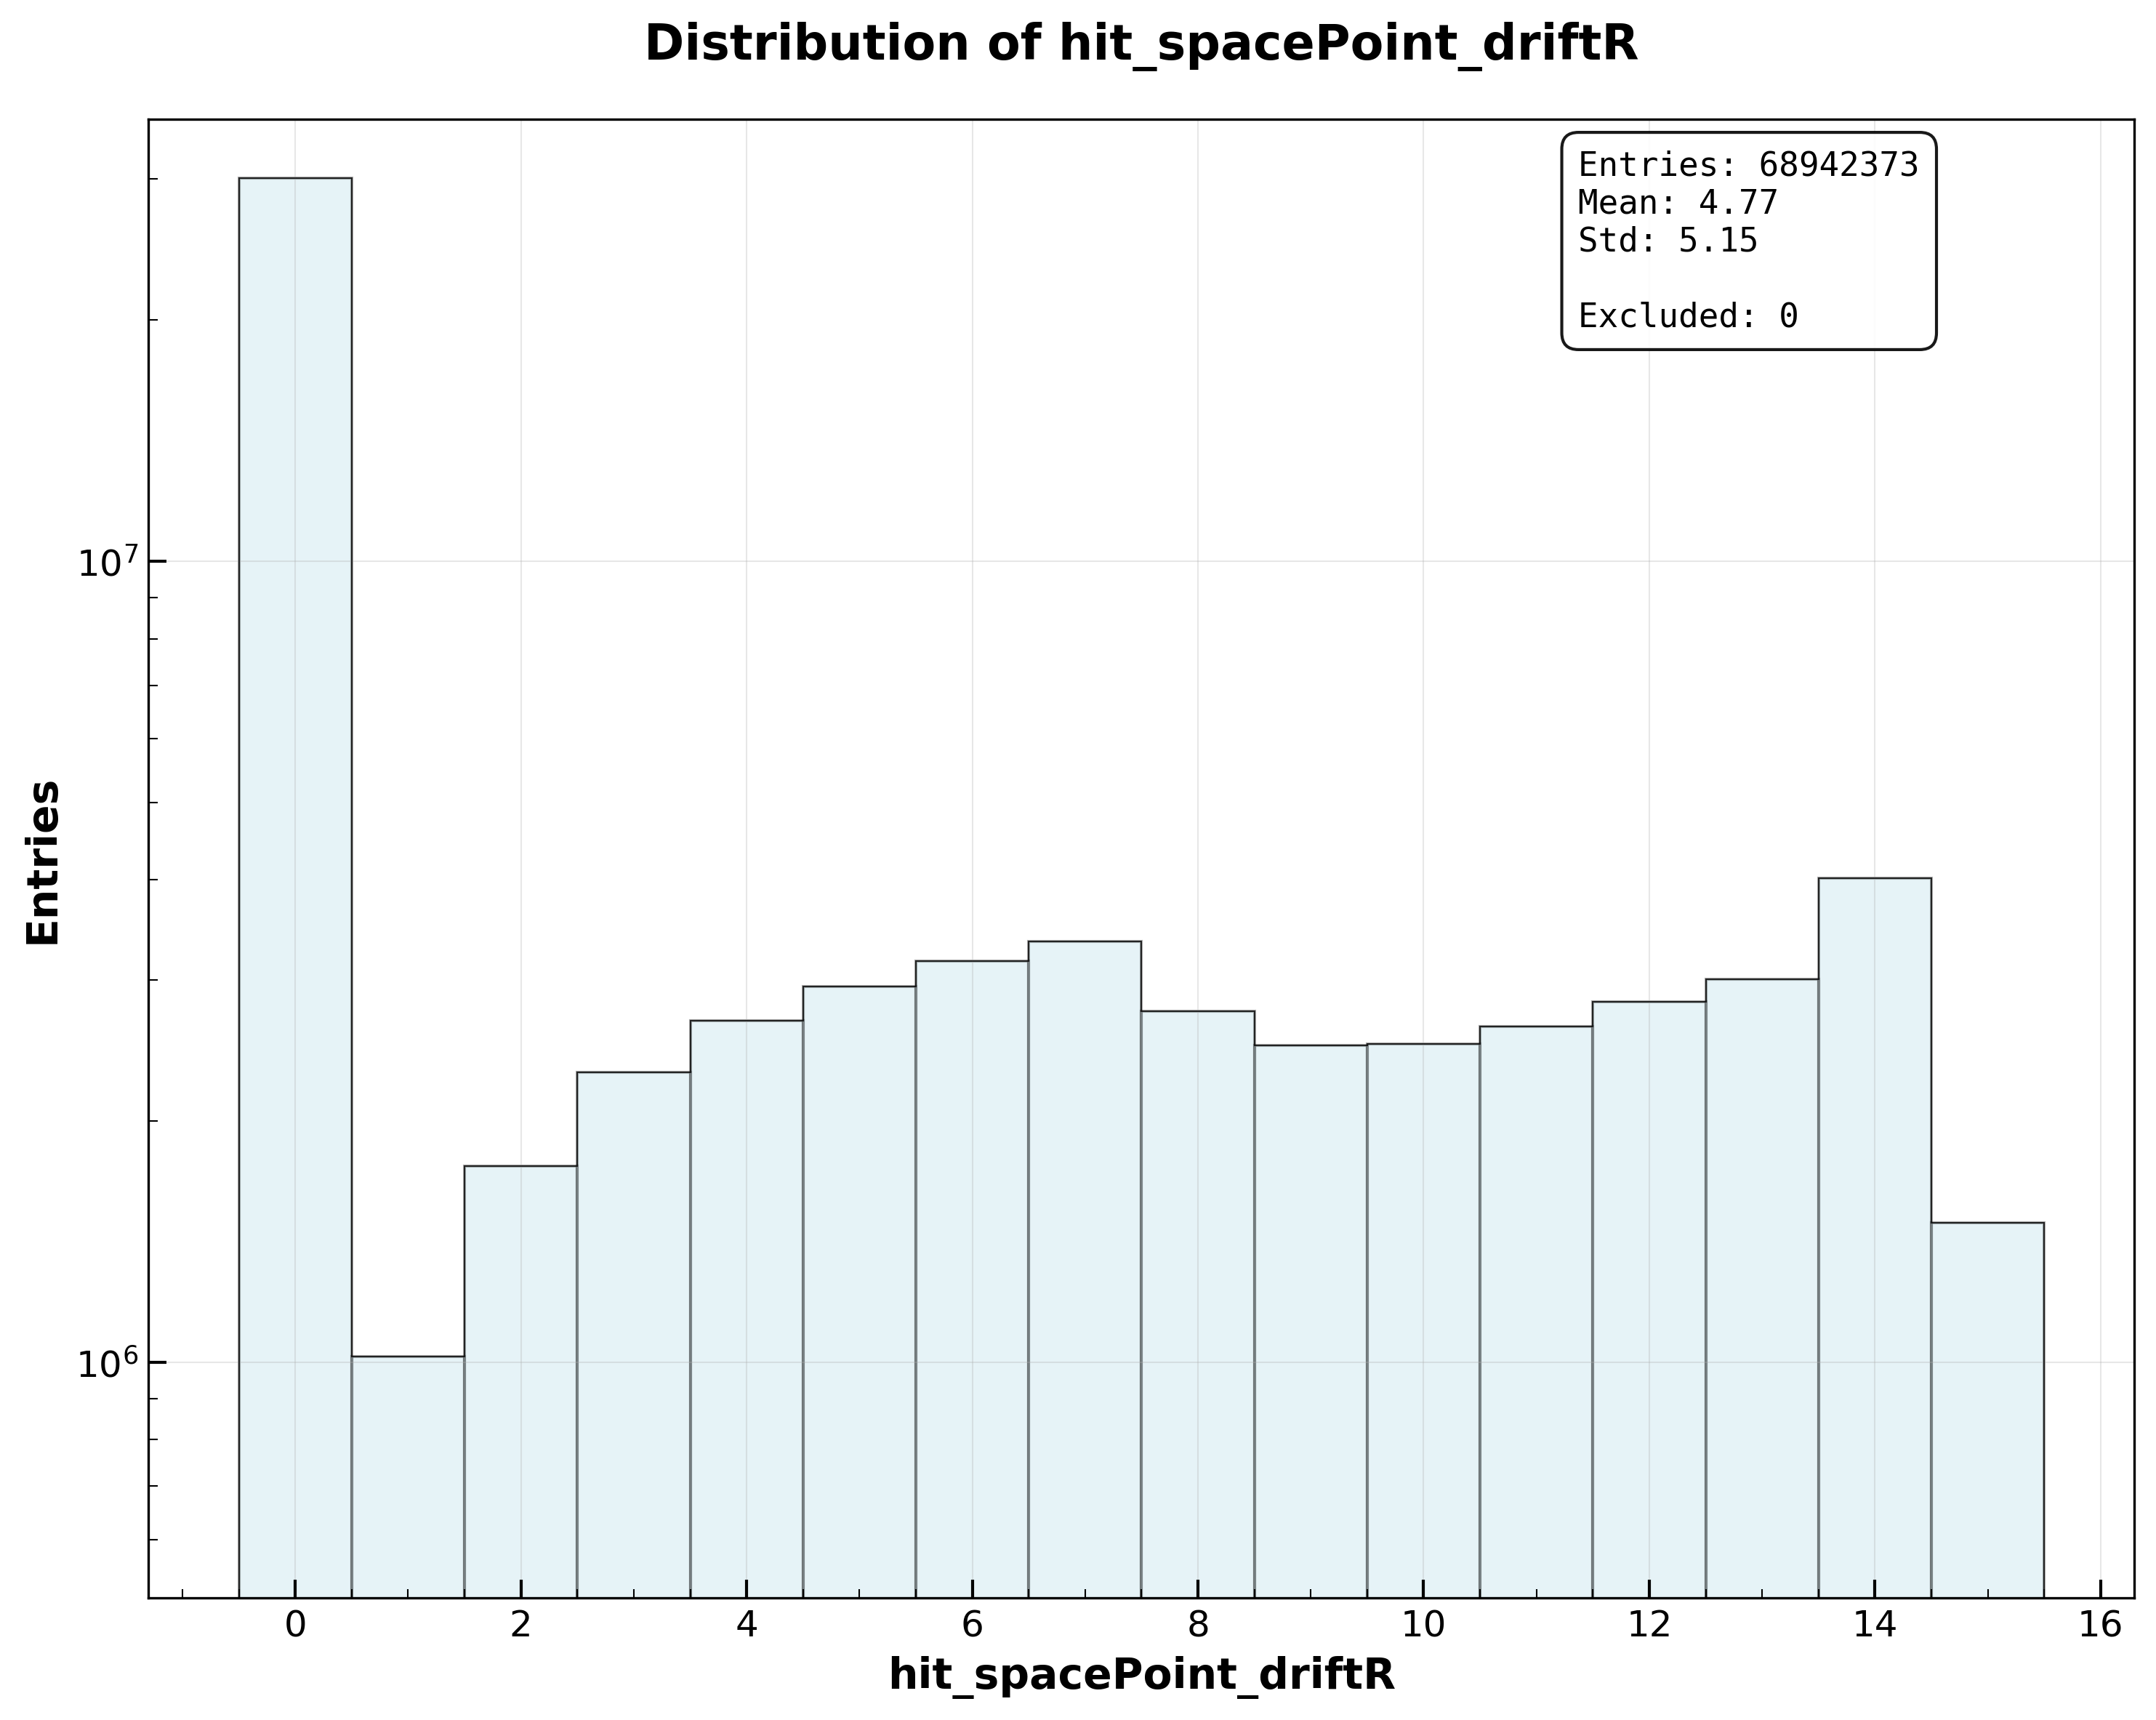 Distribution of hit_spacePoint_driftR
Entries: 68942373
Mean: 4.77
Std: 5.15
Excluded: 0
Entries
10^7
10^6
0 2 4 6 8 10 12 14 16
hit_spacePoint_driftR